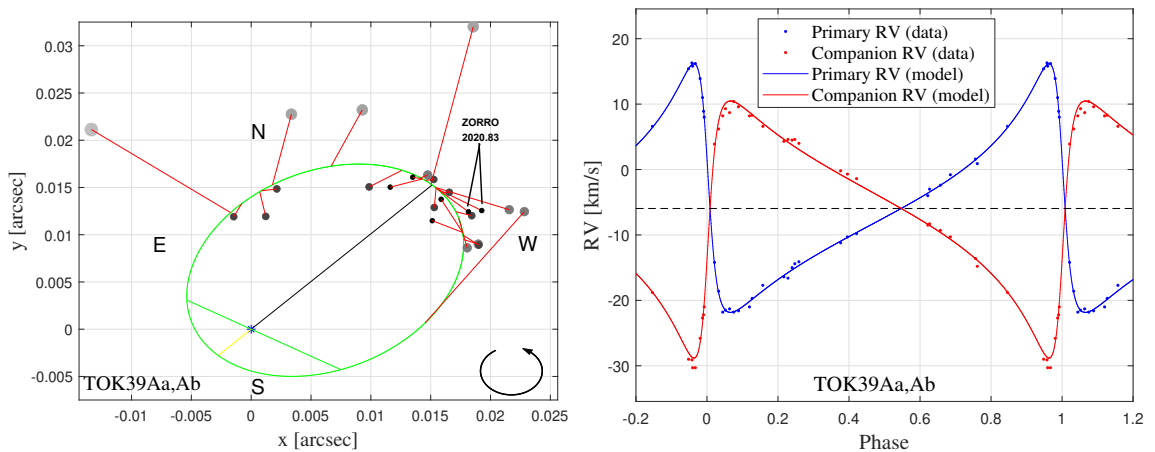 0.03
0.025
0.02
0.015
0.01
0.005
0
-0.005
y [arcsec]
N
ZORRO
2020.83
E
W
S
TOK39Aa,Ab
-0.01
-0.005
0
0.005
0.01
0.015
0.02
0.025
x [arcsec]
20
10
0
-10
-20
-30
RV [km/s]
Primary RV (data)
Companion RV (data)
Primary RV (model)
Companion RV (model)
TOK39Aa,Ab
-0.2
0
0.2
0.4
0.6
0.8
1
1.2
Phase